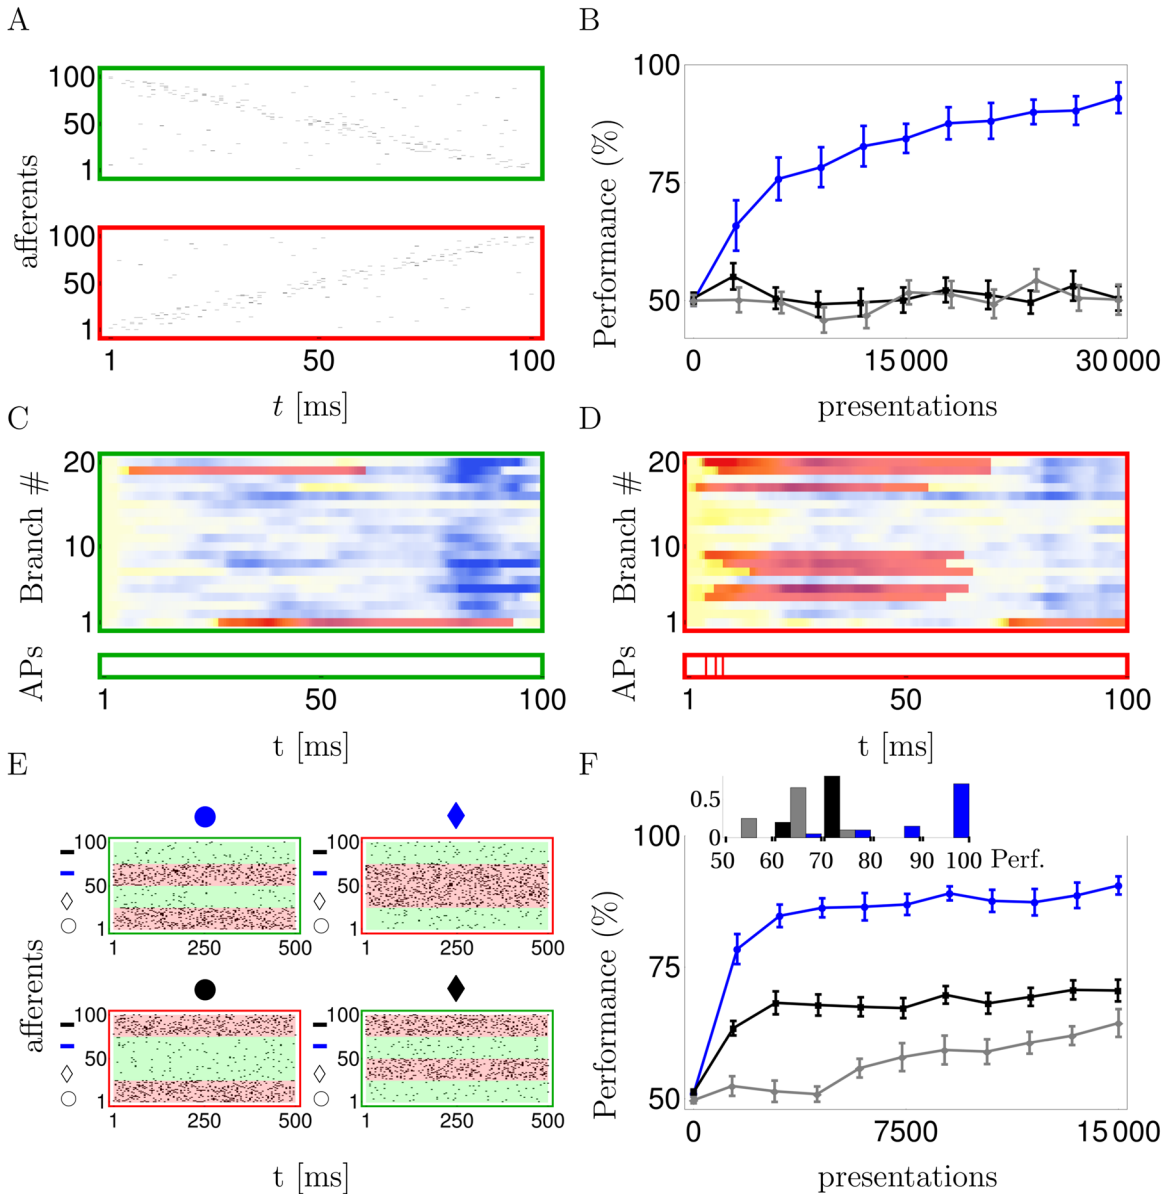 A
100
50
1
100
50
1
afferents
1 50 100
t [ms]
B
100
75
50
Performance (%)
0 15 000 30 000
presentations
C
20
10
1
Branch #
APs
1 50 100
t [ms]
D
20
10
1
Branch #
APs
1 50 100
t [ms]
E
afferents
100
50
1
1 250 500
100
50
1
1 250 500
100
50
1
1 250 500
100
50
1
1 250 500
t [ms]
F
0.5
0
50 60 70 80 90 100 Perf.
100
75
50
Performance (%)
0 7500 15 000
presentations